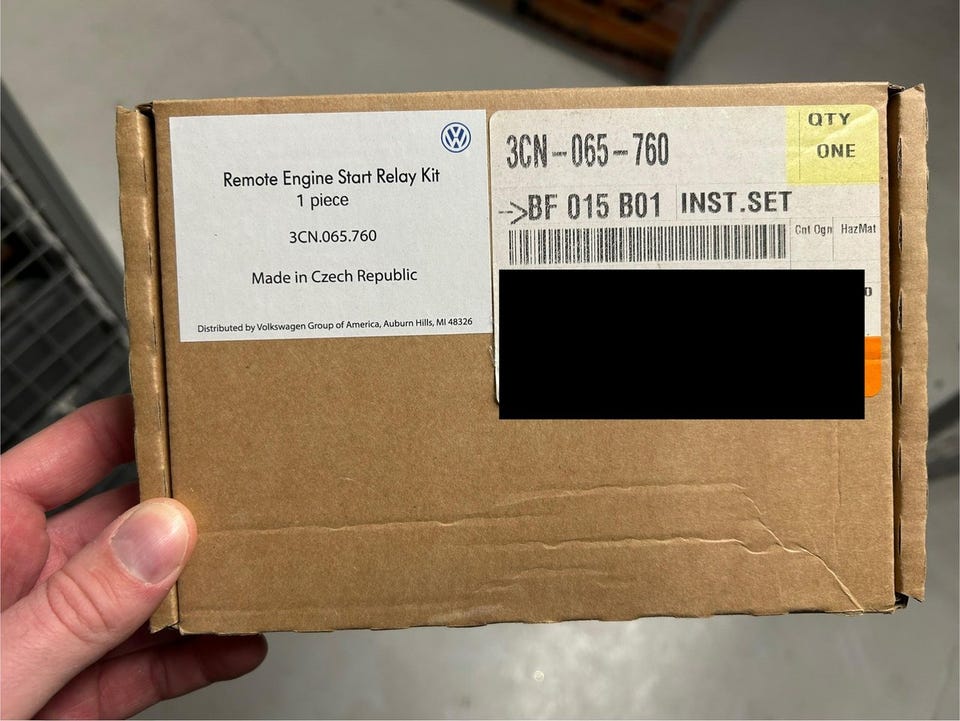 Remote Engine Start Relay Kit
1 piece
3CN.065.760
Made in Czech Republic
Distributed by Volkswagen Group of America, Auburn Hills, MI 48326
3CN-065-760
QTY
ONE
-->BF 015 B01 INST.SET
Cnt Ogn HazMat